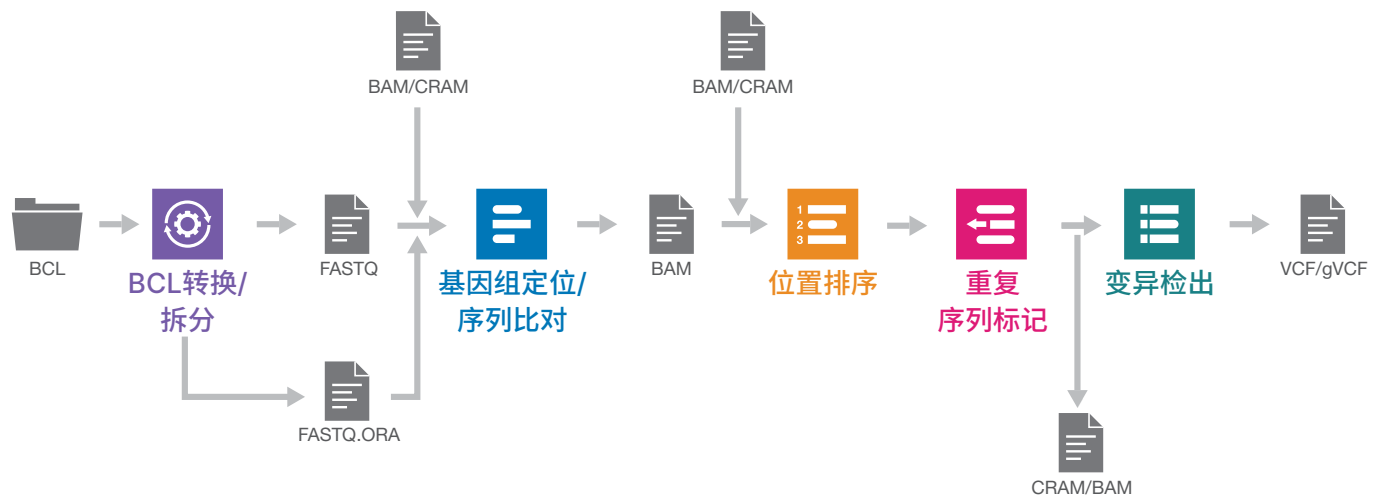 BAM/CRAM
BAM/CRAM
BCL
BCL转换/
拆分
FASTQ
FASTQ.ORA
基因组定位/
序列比对
BAM
1
2
3
位置排序
重复
序列标记
变异检出
VCF/gVCF
CRAM/BAM